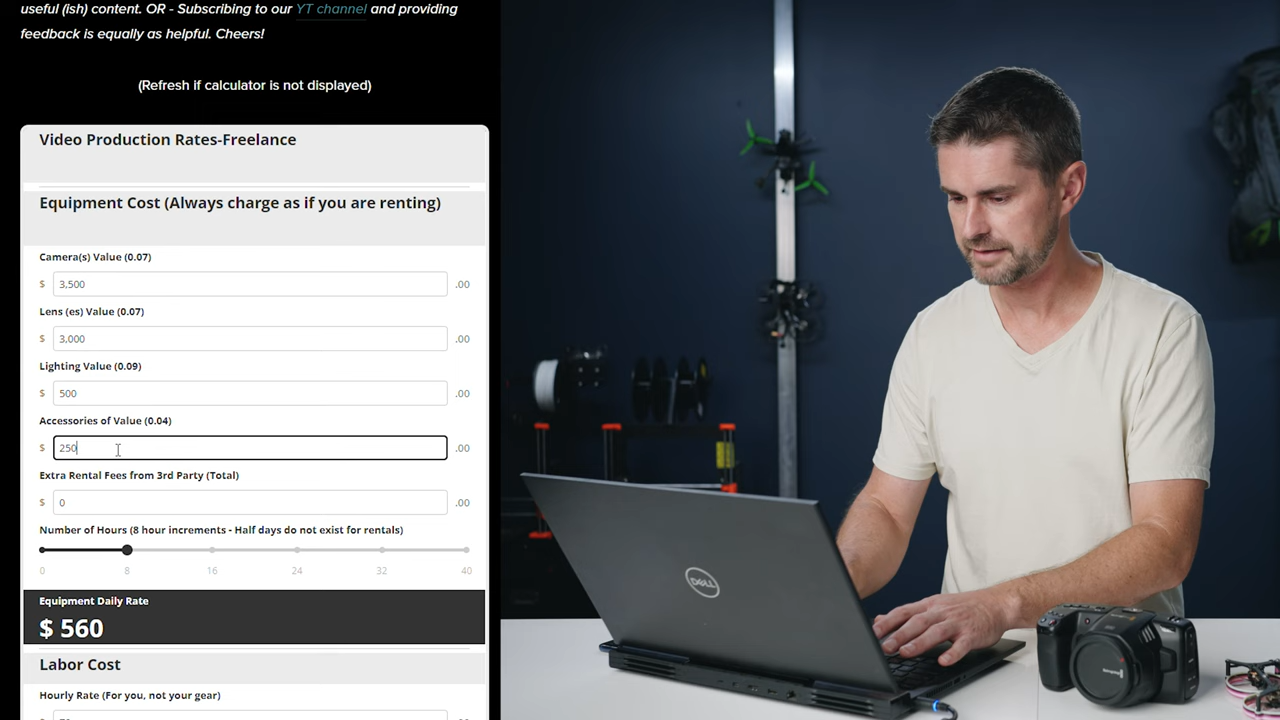 useful (ish) content. OR - Subscribing to our YT channel and providing
feedback is equally as helpful. Cheers!
(Refresh if calculator is not displayed)
Video Production Rates-Freelance
Equipment Cost (Always charge as if you are renting)
Camera(s) Value (0.07)
$ 3,500 .00
Lens (es) Value (0.07)
$ 3,000 .00
Lighting Value (0.09)
$ 500 .00
Accessories of Value (0.04)
$ 250 .00
Extra Rental Fees from 3rd Party (Total)
$ 0 .00
Number of Hours (8 hour increments - Half days do not exist for rentals)
0 8 16 24 32 40
Equipment Daily Rate
$ 560
Labor Cost
Hourly Rate (For you, not your gear)
DELL